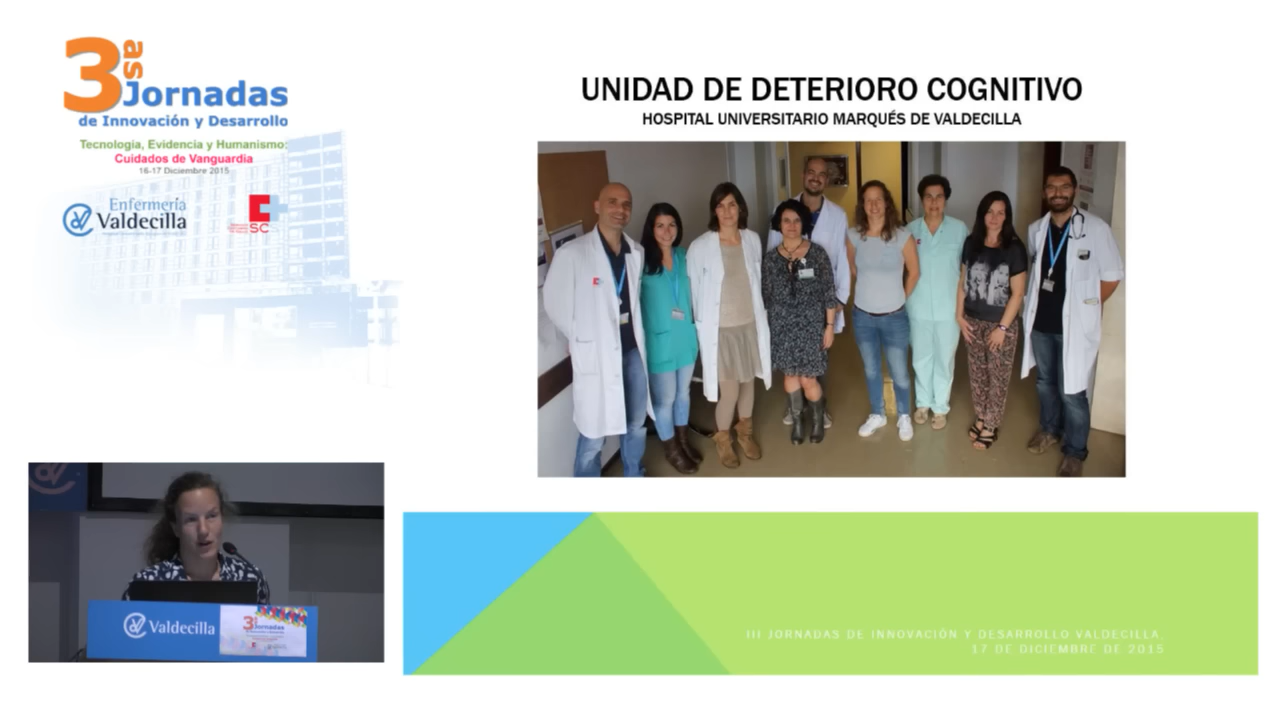 3as Jornadas
de Innovación y Desarrollo
Tecnología, Evidencia y Humanismo:
Cuidados de Vanguardia
16-17 Diciembre 2015
Enfermería
Valdecilla
SC
UNIDAD DE DETERIORO COGNITIVO
HOSPITAL UNIVERSITARIO MARQUÉS DE VALDECILLA
Valdecilla
3as Jornadas
III JORNADAS DE INNOVACIÓN Y DESARROLLO VALDECILLA.
17 DE DICIEMBRE DE 2015